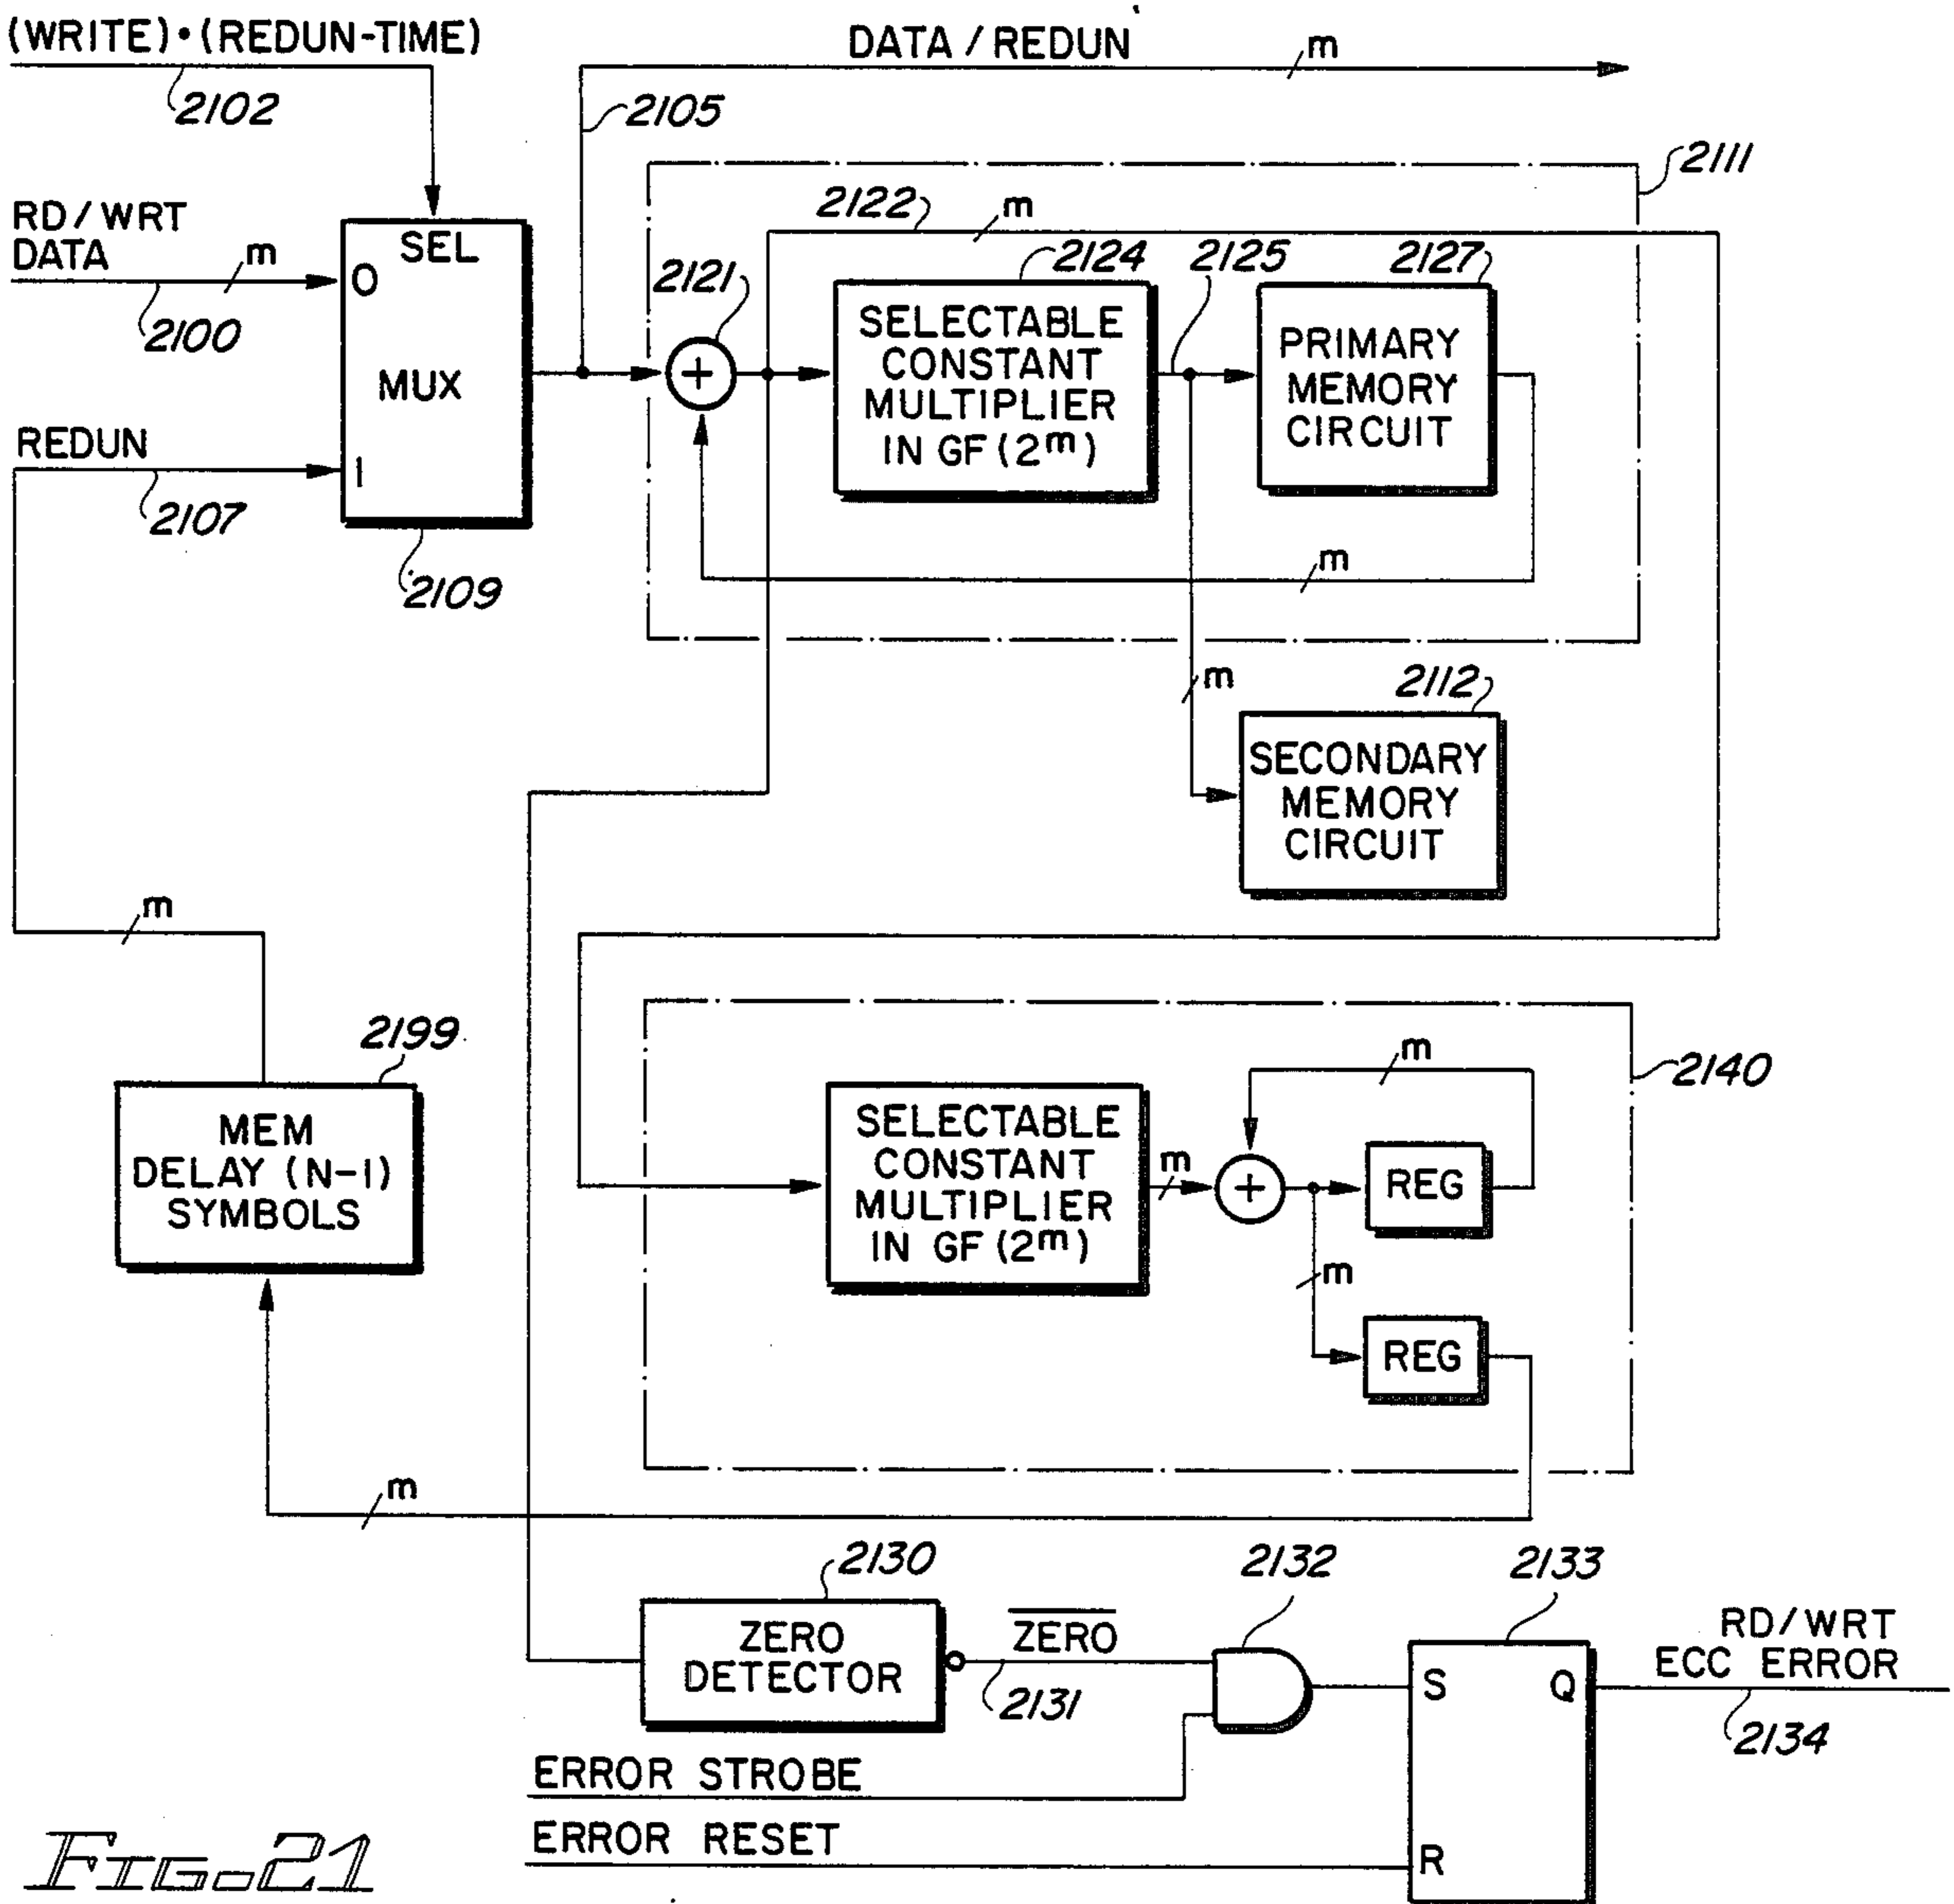 (WRITE)•(REDUN-TIME)
DATA / REDUN
m
2102
2105
2111
RD/WRT
DATA
m
SEL
0
2122
m
2121
2124
2125
2127
2100
SELECTABLE
CONSTANT
MULTIPLIER
IN GF (2^m)
PRIMARY
MEMORY
CIRCUIT
+
MUX
REDUN
1
2107
2109
m
m
2112
SECONDARY
MEMORY
CIRCUIT
m
2199
2140
m
MEM
DELAY (N-1)
SYMBOLS
SELECTABLE
CONSTANT
MULTIPLIER
IN GF (2^m)
m
+
REG
m
REG
m
2130
2132
2133
ZERO
DETECTOR
ZERO
2131
RD/WRT
ECC ERROR
S
Q
2134
ERROR STROBE
ERROR RESET
R
FIG. 21